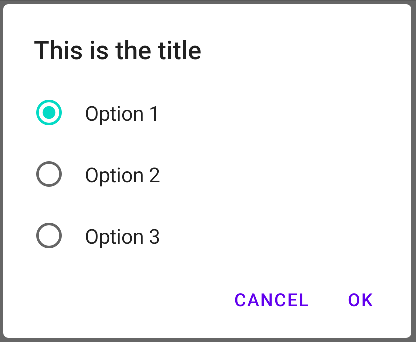 This is the title
Option 1
Option 2
Option 3
CANCEL OK